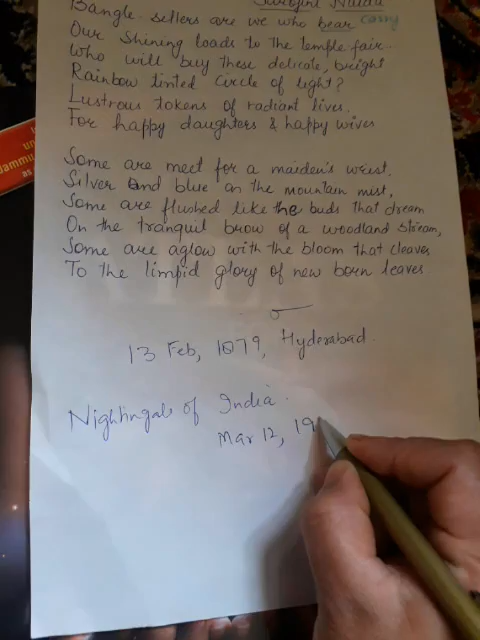 Sarojini Naidu
Bangle-sellers are we who bear carry
Our Shining loads to the temple fair..
Who will buy these delicate, bright
Rainbow tinted circle of light?
Lustrous tokens of radiant lives,
For happy daughters & happy wives
Some are meet for a maiden's wrist,
Silver and blue as the mountain mist,
Some are flushed like the buds that dream
On the tranquil brow of a woodland stream,
Some are aglow with the bloom that cleaves
To the limpid glory of new born leaves
13 Feb, 1879, Hyderabad
Nightingale of India.
Mar 12, 19